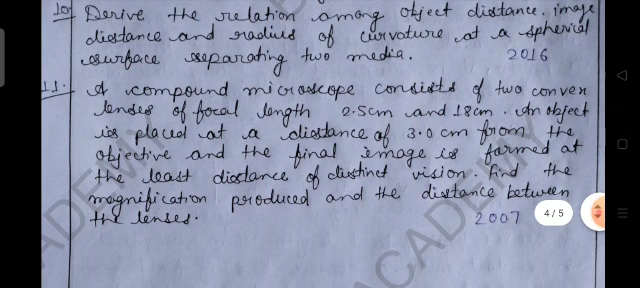 10. Derive the relation among object distance, image
distance and radius of curvature at a spherical
surface separating two media. 2016
11. A compound microscope consists of two convex
lenses of focal length 2.5cm and 18cm. An object
is placed at a distance of 3.0 cm from the
objective and the final image is formed at
the least distance of distinct vision. Find the
magnification produced and the distance between
the lenses. 2007
4/5
ACADEMY
ACADEMY